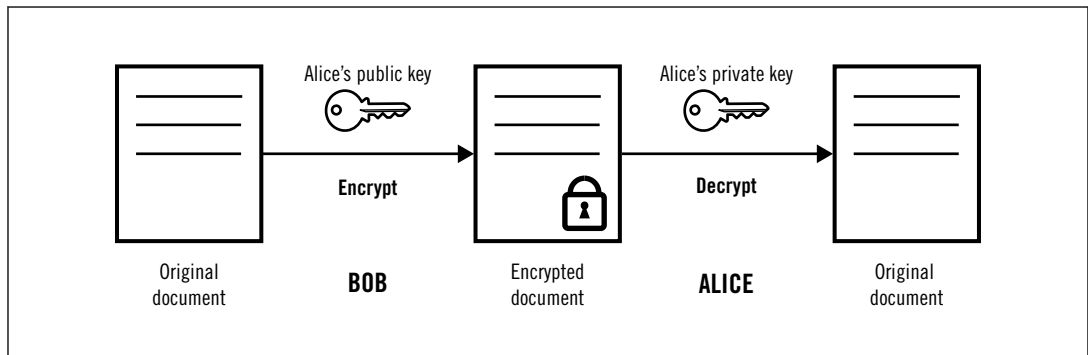 Alice’s public key
Alice’s private key
Encrypt
Decrypt
Original
document
BOB
Encrypted
document
ALICE
Original
document